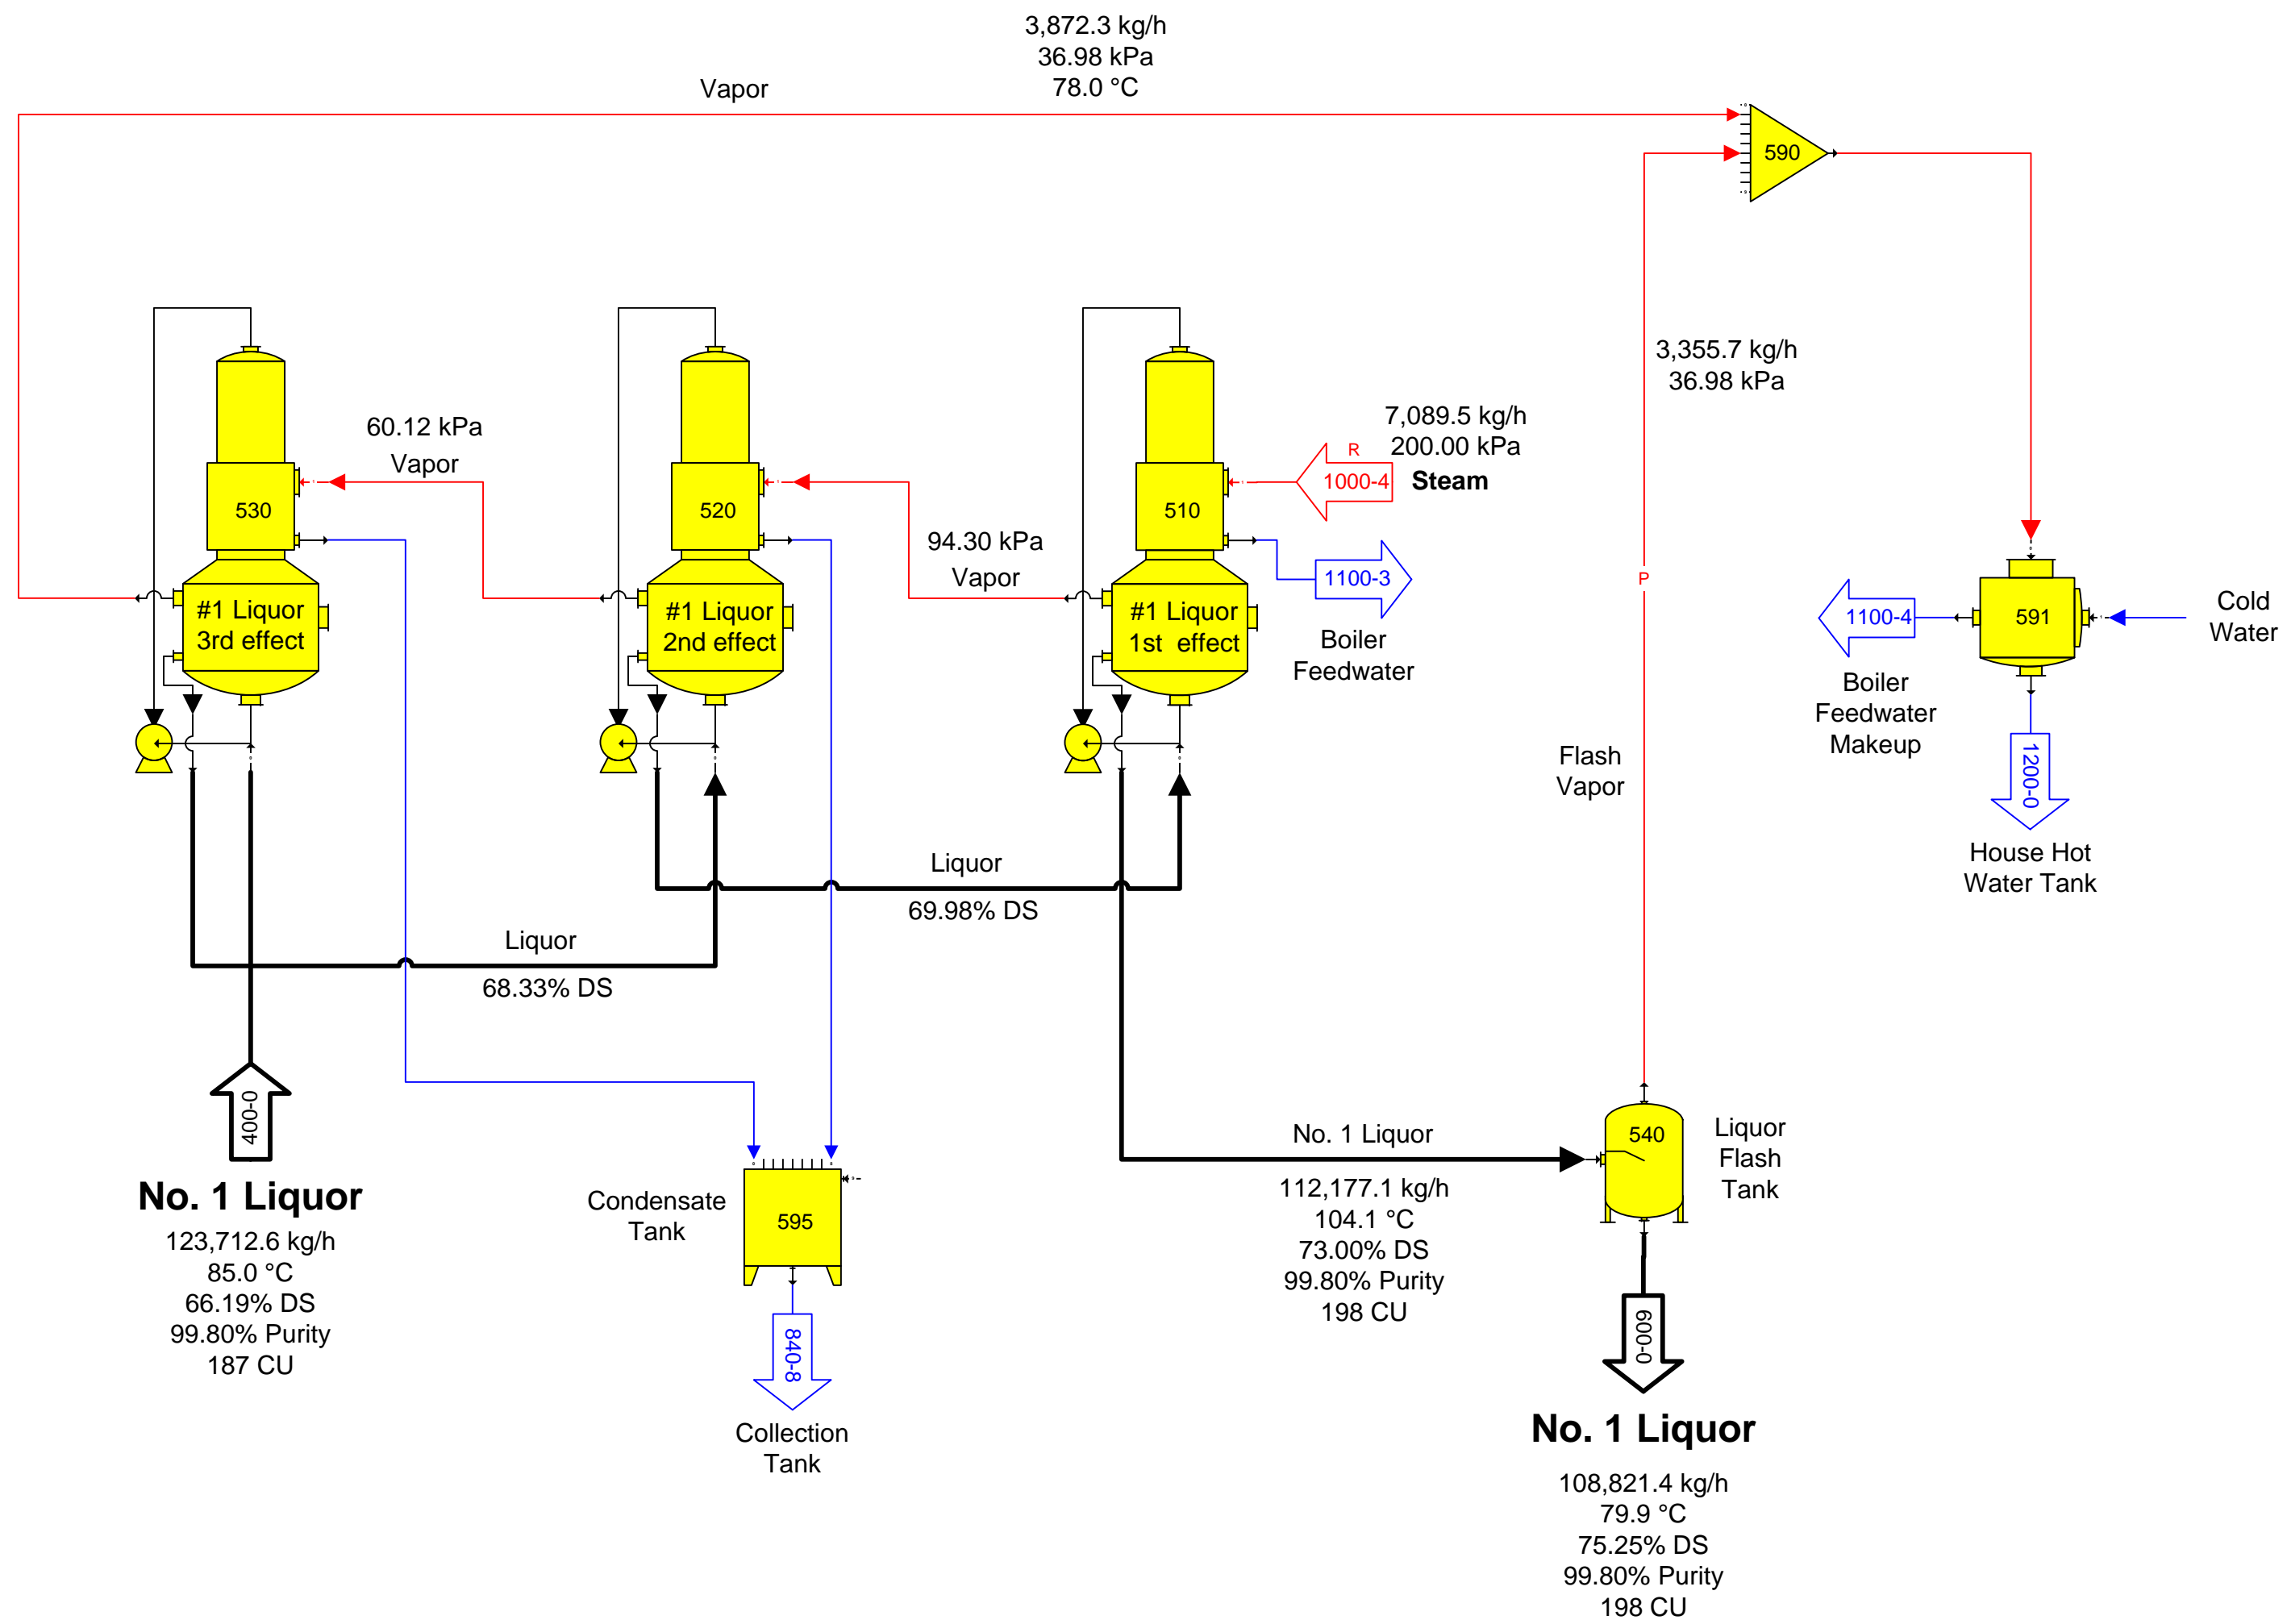 3,872.3 kg/h
36.98 kPa
78.0 °C
Vapor
590
3,355.7 kg/h
36.98 kPa
60.12 kPa
Vapor
530
#1 Liquor
3rd effect
520
#1 Liquor
2nd effect
94.30 kPa
Vapor
510
#1 Liquor
1st effect
7,089.5 kg/h
200.00 kPa
Steam
R
1000-4
1100-3
Boiler
Feedwater
P
Flash
Vapor
591
Cold
Water
1100-4
Boiler
Feedwater
Makeup
1200-0
House Hot
Water Tank
Liquor
69.98% DS
Liquor
68.33% DS
400-0
No. 1 Liquor
123,712.6 kg/h
85.0 °C
66.19% DS
99.80% Purity
187 CU
Condensate
Tank
595
840-8
Collection
Tank
No. 1 Liquor
112,177.1 kg/h
104.1 °C
73.00% DS
99.80% Purity
198 CU
540
Liquor
Flash
Tank
600-0
No. 1 Liquor
108,821.4 kg/h
79.9 °C
75.25% DS
99.80% Purity
198 CU